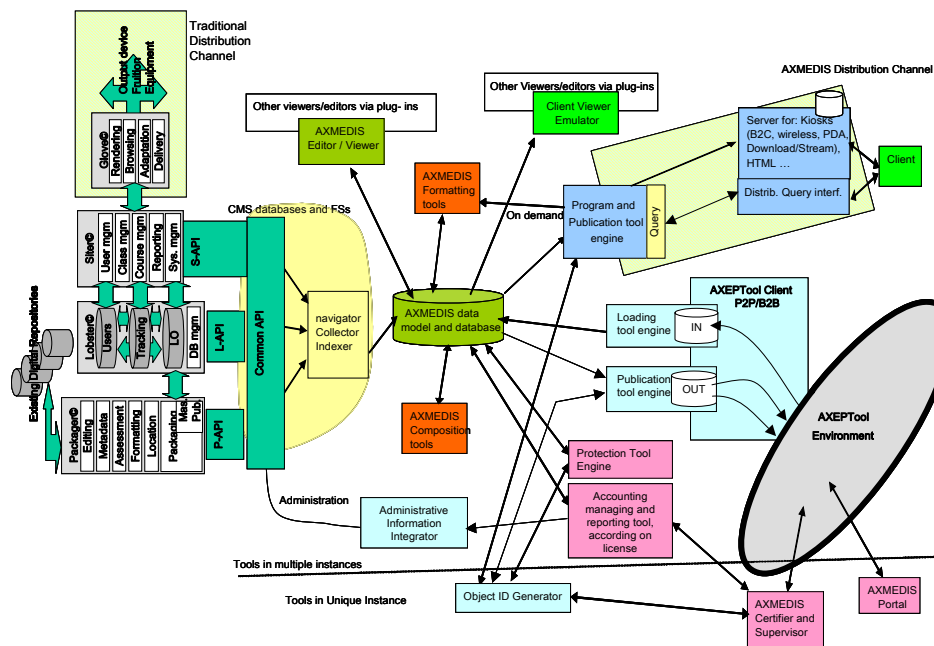 Traditional
Distribution
Channel
Output device
Fruition
Equipment
Glove©
Rendering
Browsing
Adaptation
Delivery
Siter©
User mgm
Class mgm
Course mgm
Reporting
Sys. mgm
S-API
Lobster©
Users
Tracking
LO
DB mgm
L-API
Existing Digital Repositories
Packager©
Editing
Metadata
Assessment
Formatting
Location
Packaging
Mas.
Pub.
P-API
Common API
CMS databases and FSs
navigator
Collector
Indexer
Other viewers/editors via plug- ins
AXMEDIS
Editor / Viewer
Other Viewers/editors via plug-ins
Client Viewer
Emulator
AXMEDIS
Formatting
tools
On demand
Program and
Publication tool
engine
Query
AXMEDIS Distribution Channel
Server for: Kiosks
(B2C, wireless, PDA,
Download/Stream),
HTML ...
Distrib. Query interf.
Client
AXMEDIS data
model and database
AXEPTool Client
P2P/B2B
Loading
tool engine
IN
Publication
tool engine
OUT
AXEPTool
Environment
AXMEDIS
Composition
tools
Protection Tool
Engine
Accounting
managing and
reporting tool,
according on
license
Administration
Administrative
Information
Integrator
Tools in multiple instances
Tools in Unique Instance
Object ID Generator
AXMEDIS
Certifier and
Supervisor
AXMEDIS
Portal